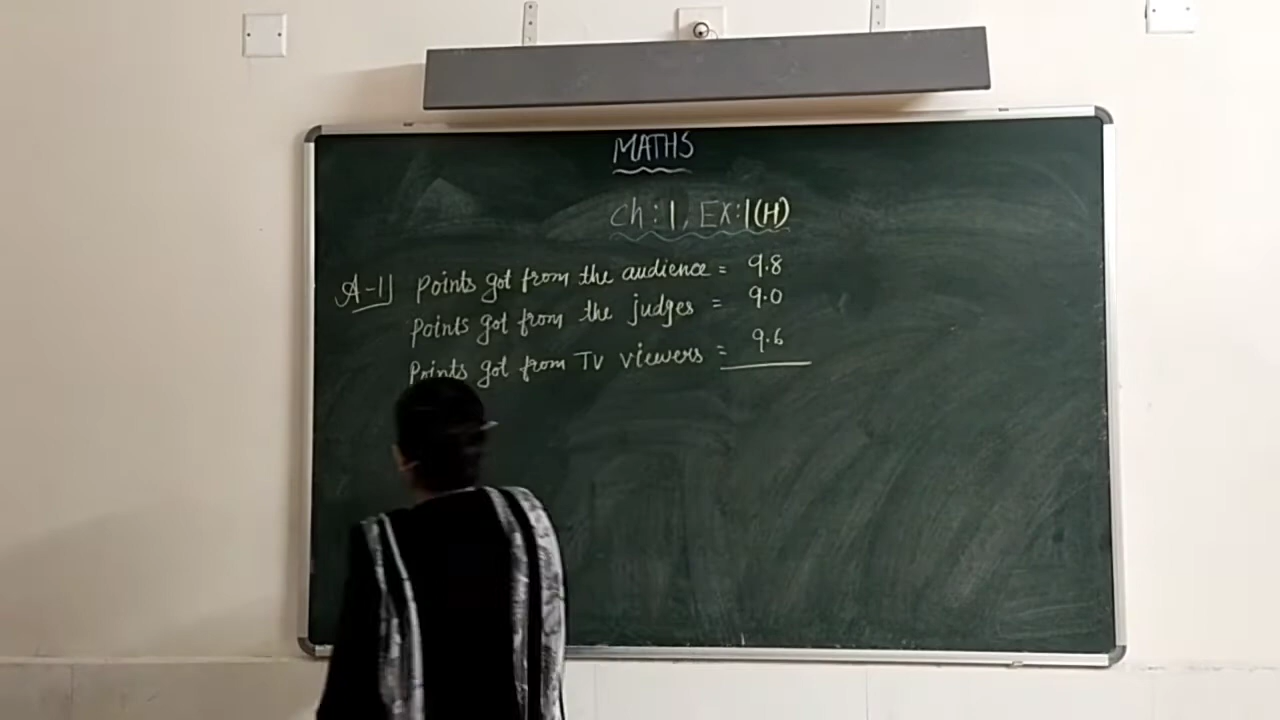 MATHS
Ch:1, Ex:1(H)
A-1] Points got from the audience = 9.8
Points got from the judges = 9.0
Points got from TV viewers = 9.6